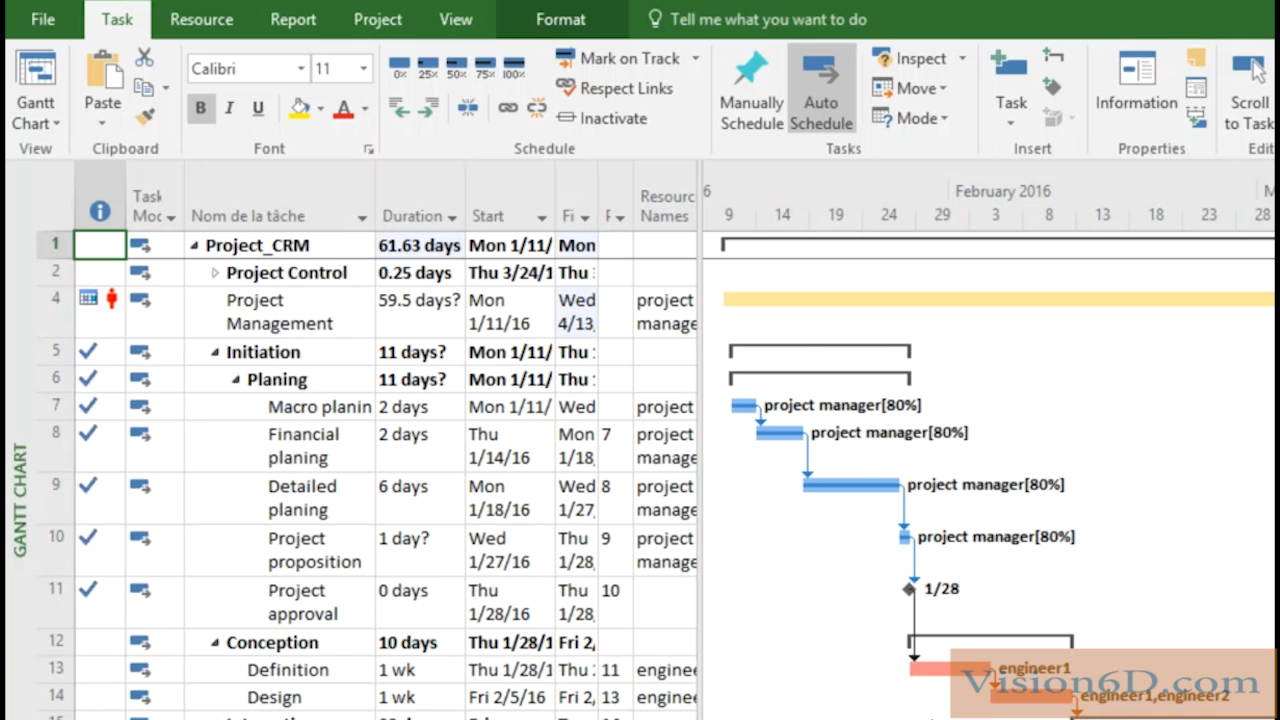 File Task Resource Report Project View Format Tell me what you want to do
Gantt Chart
View
Paste
Clipboard
Calibri 11
B I U A
Font
0% 25% 50% 75% 100%
Mark on Track
Respect Links
Inactivate
Schedule
Manually Schedule
Auto Schedule
Inspect
Move
Mode
Tasks
Task
Insert
Information
Properties
Scroll to Task
Edit
Task Moc Nom de la tâche Duration Start Fi Resourc Names
6 February 2016
9 14 19 24 29 3 8 13 18 23 28
1 Project_CRM 61.63 days Mon 1/11/ Mon
2 Project Control 0.25 days Thu 3/24/1 Thu
4 Project Management 59.5 days? Mon 1/11/16 Wed 4/13, project manage
5 Initiation 11 days? Mon 1/11/ Thu
6 Planing 11 days? Mon 1/11/ Thu
7 Macro planin 2 days Mon 1/11/ Wed project project manager[80%]
8 Financial planing 2 days Thu 1/14/16 Mon 1/18, 7 project manage project manager[80%]
9 Detailed planing 6 days Mon 1/18/16 Wed 1/27, 8 project manage project manager[80%]
10 Project proposition 1 day? Wed 1/27/16 Thu 1/28, 9 project manage project manager[80%]
11 Project approval 0 days Thu 1/28/16 Thu 1/28, 10 1/28
12 Conception 10 days Thu 1/28/1 Fri 2,
13 Definition 1 wk Thu 1/28/1 Thu 11 enginee engineer1
14 Design 1 wk Fri 2/5/16 Fri 2, 13 enginee engineer1,engineer2
Vision6D.com
GANTT CHART